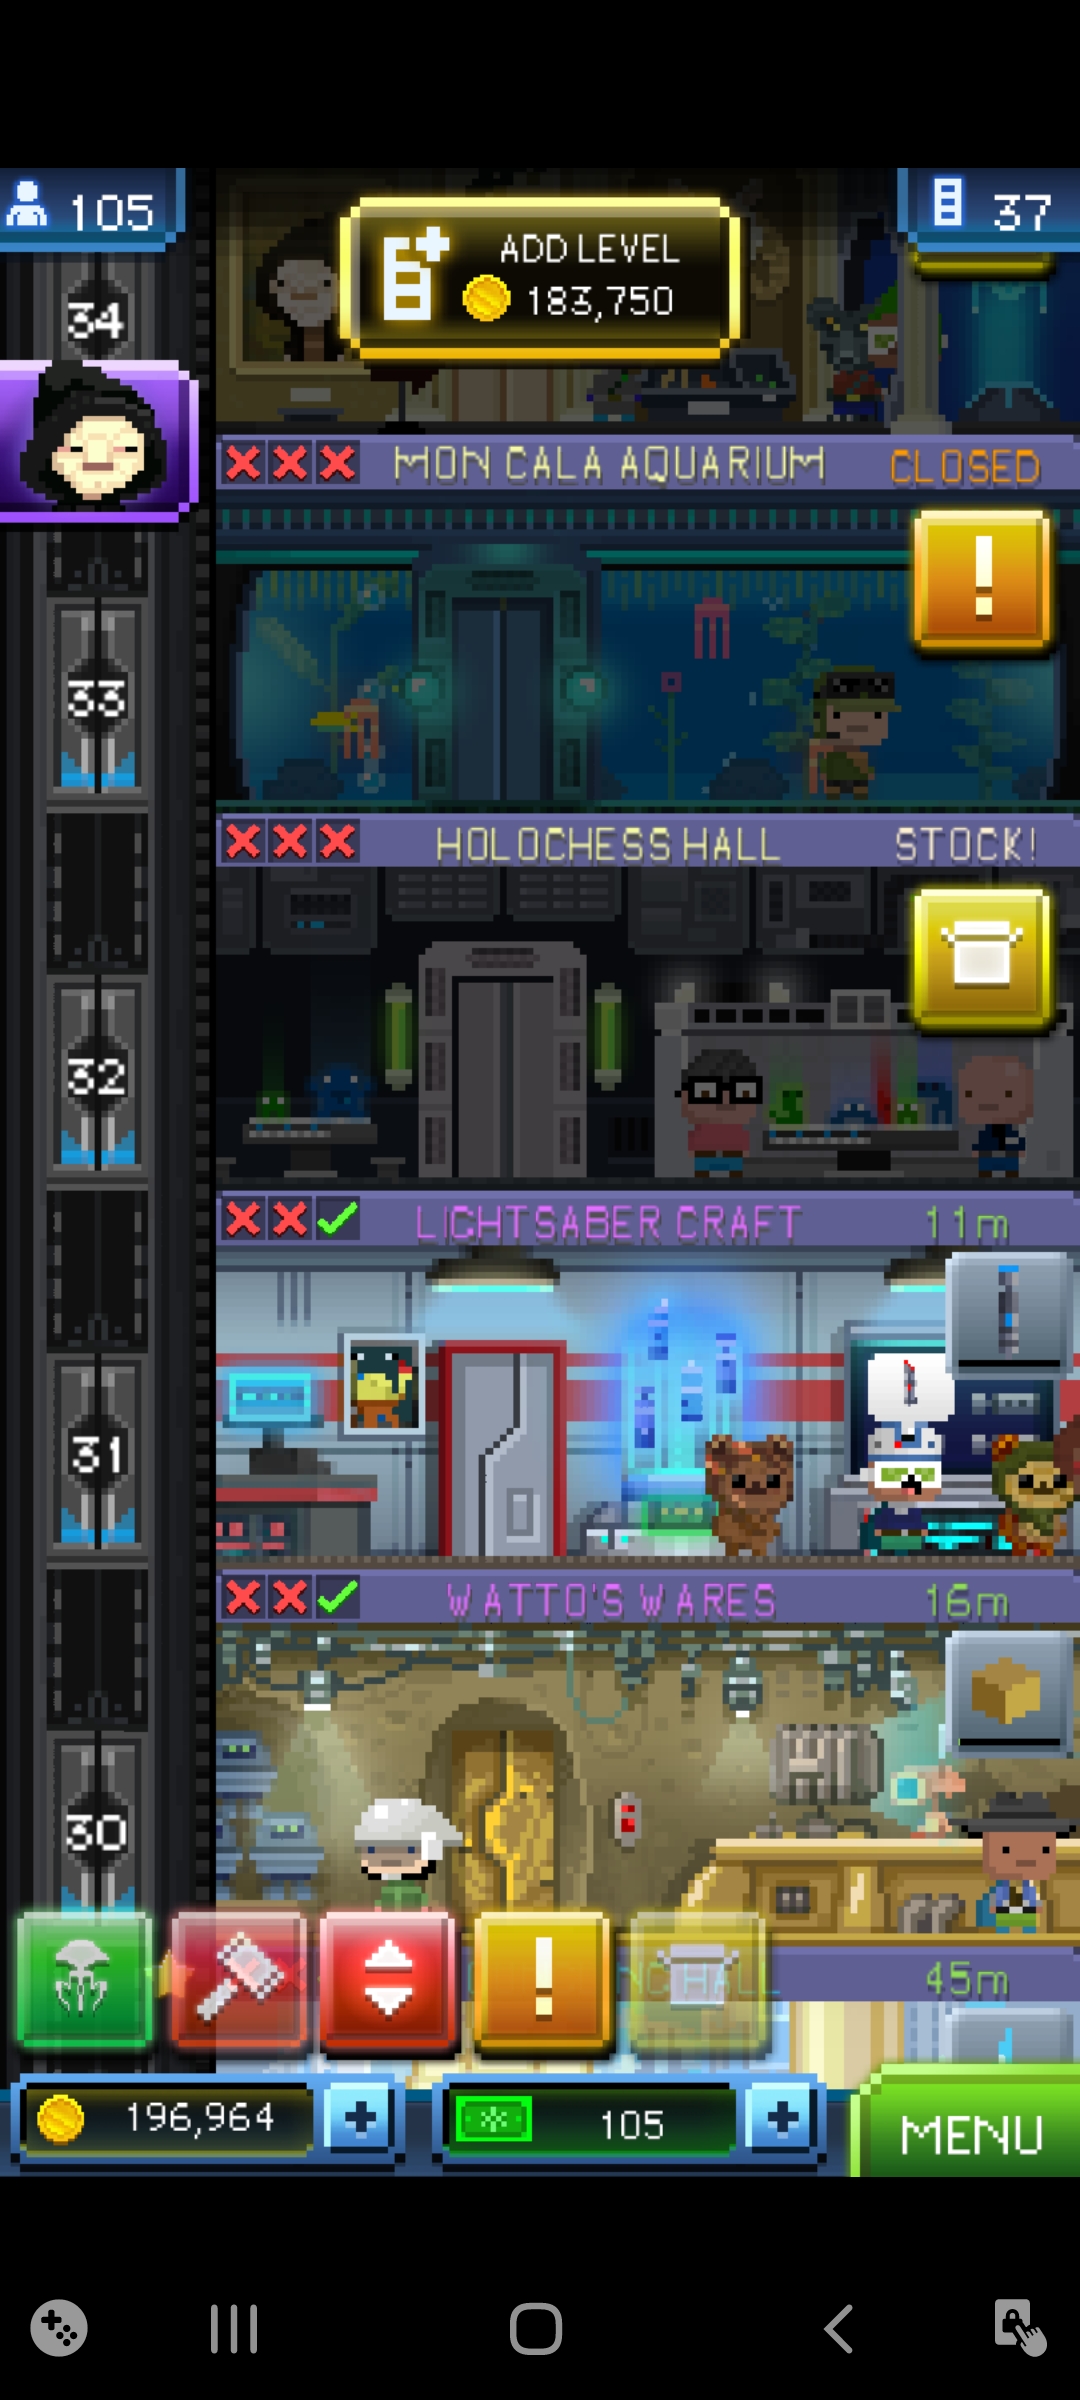 105
ADD LEVEL
183,750
37
34
MON CALA AQUARIUM CLOSED
!
33
HOLOCHESS HALL STOCK!
32
LIGHTSABER CRAFT 11m
31
WATTO'S WARES 16m
30
! HALL 45m
196,964 + 105 + MENU